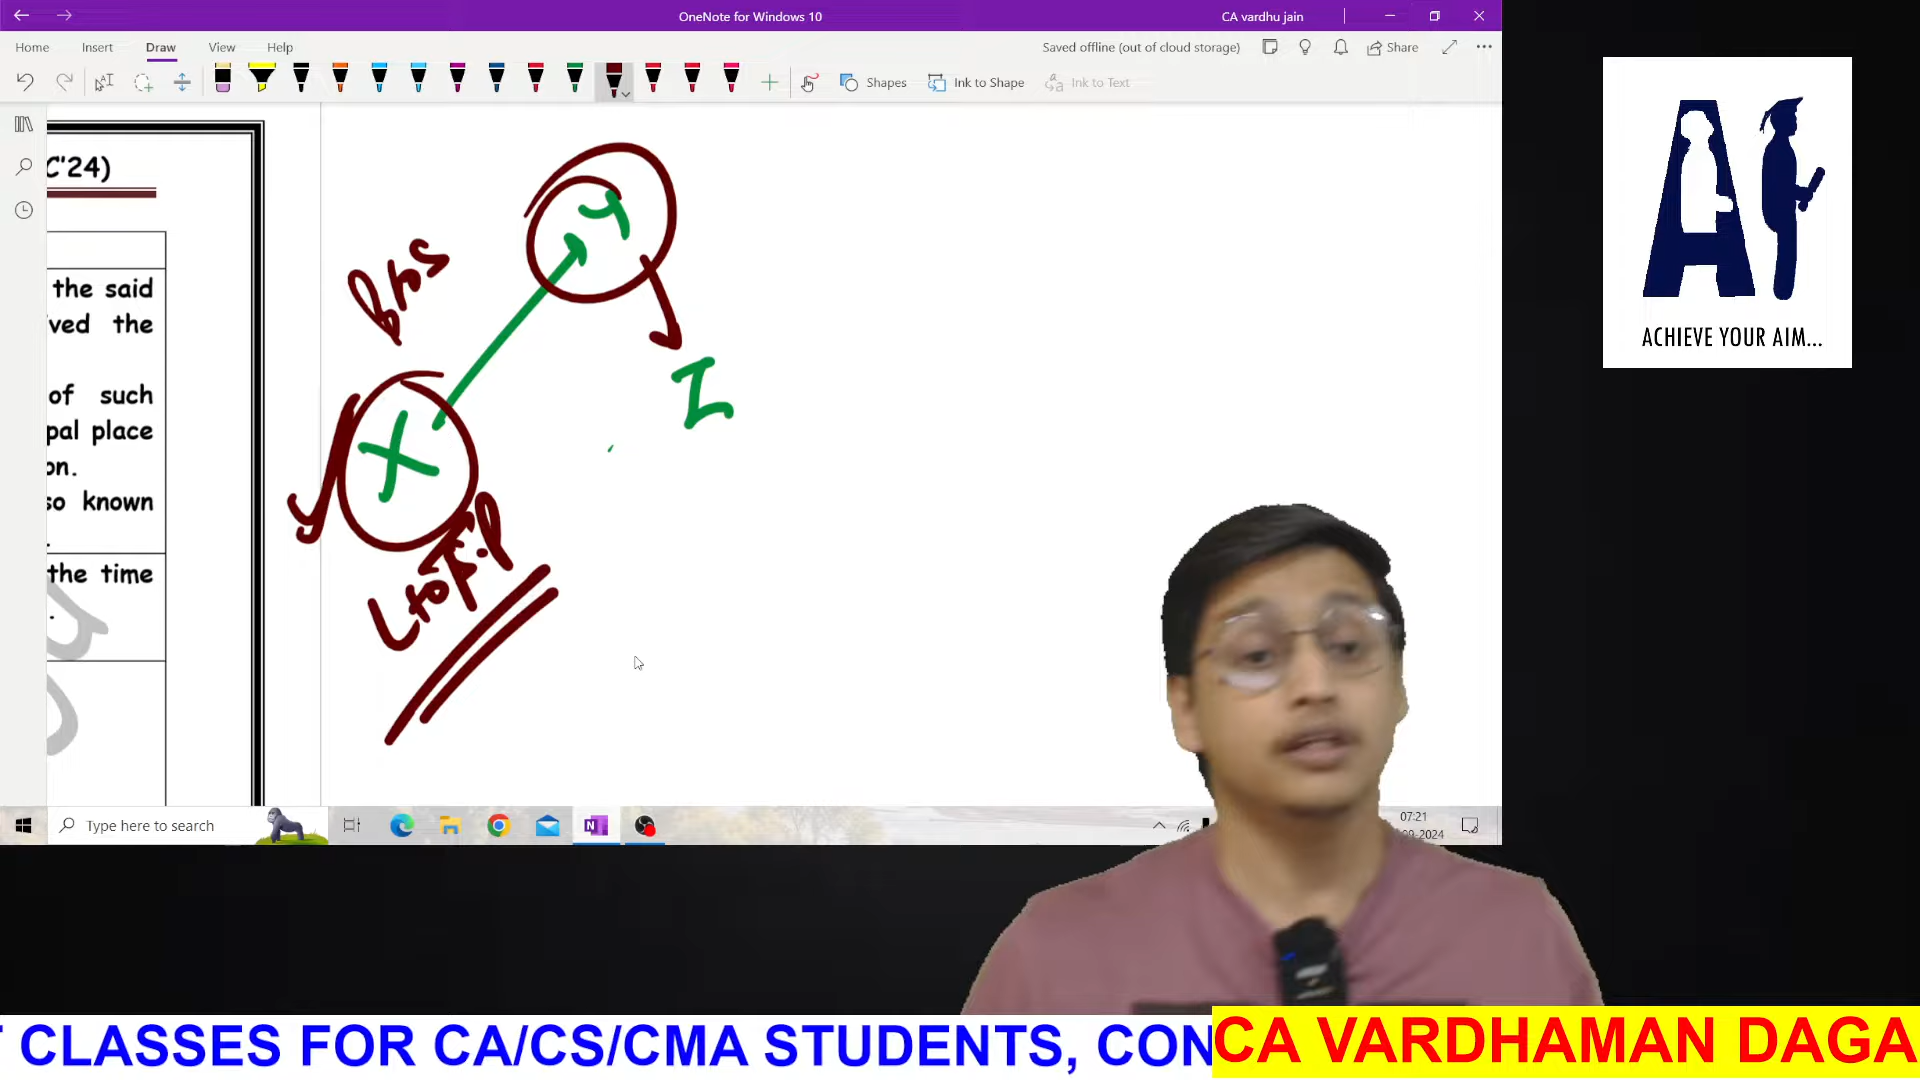 OneNote for Windows 10
CA vardhu jain
Home Insert Draw View Help
Saved offline (out of cloud storage)
Share
Shapes
Ink to Shape
Ink to Text
C'24)
the said
ved the
of such
pal place
on.
so known
.
the time
.
Y
X
I
Type here to search
07:21
09-2024
ACHIEVE YOUR AIM...
CLASSES FOR CA/CS/CMA STUDENTS, CON
CA VARDHAMAN DAGA